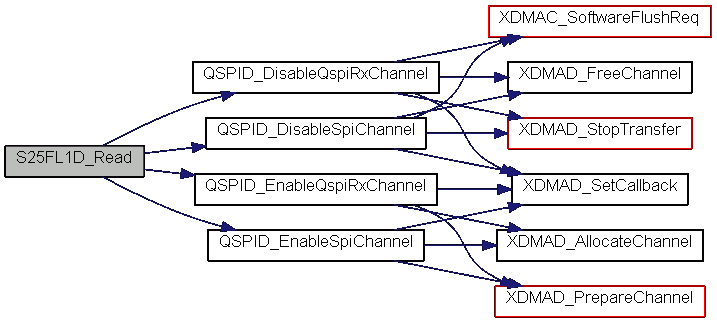 XDMAC_SoftwareFlushReq
QSPID_DisableQspiRxChannel
XDMAD_FreeChannel
QSPID_DisableSpiChannel
XDMAD_StopTransfer
S25FL1D_Read
QSPID_EnableQspiRxChannel
XDMAD_SetCallback
QSPID_EnableSpiChannel
XDMAD_AllocateChannel
XDMAD_PrepareChannel